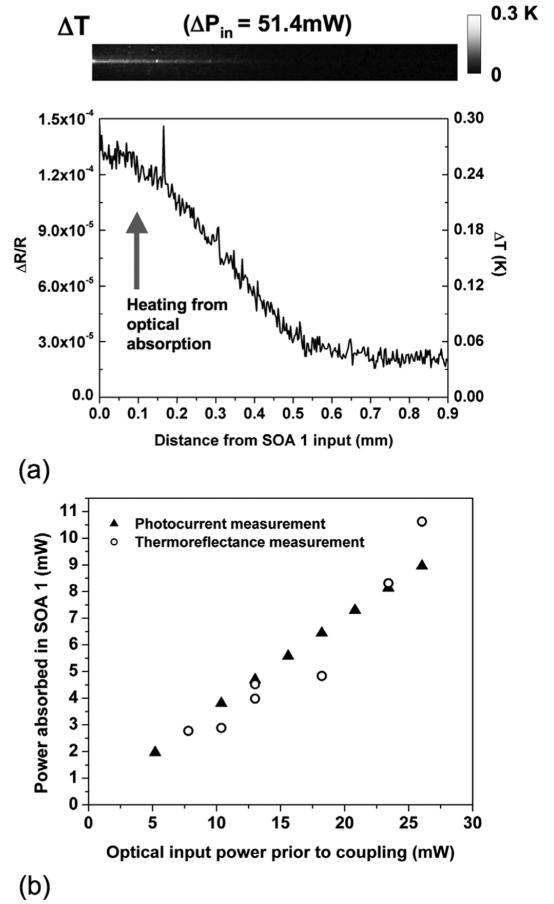 ΔT (ΔP_in = 51.4mW)
0.3 K
0
1.5x10⁻⁴
1.2x10⁻⁴
9.0x10⁻⁵
6.0x10⁻⁵
3.0x10⁻⁵
0.0
ΔR/R
0.30
0.24
0.18
0.12
0.06
0.00
ΔT (K)
Heating from
optical
absorption
0.0 0.1 0.2 0.3 0.4 0.5 0.6 0.7 0.8 0.9
Distance from SOA 1 input (mm)
(a)
11
10
9
8
7
6
5
4
3
2
1
0
Power absorbed in SOA 1 (mW)
Photocurrent measurement
Thermoreflectance measurement
0 5 10 15 20 25 30
Optical input power prior to coupling (mW)
(b)